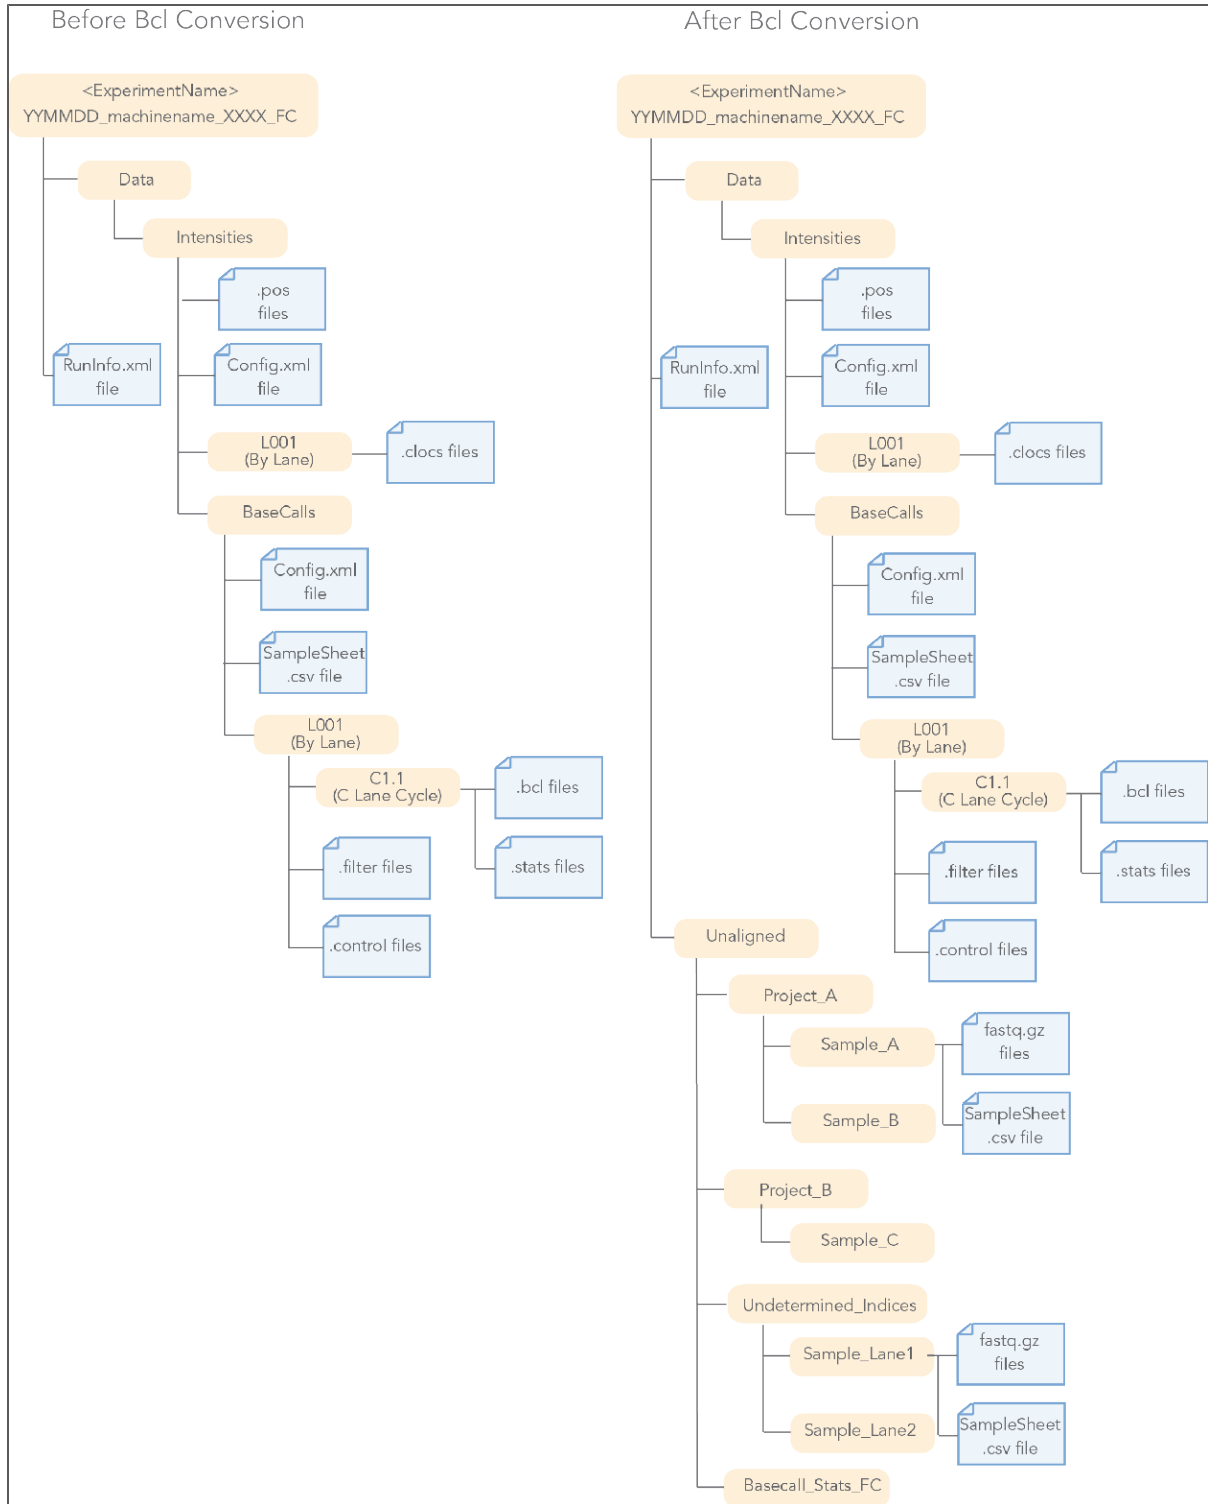 Before Bcl Conversion
<ExperimentName>
YYMMDD_machinename_XXXX_FC
Data
Intensities
.pos
files
RunInfo.xml
file
Config.xml
file
L001
(By Lane)
.clocs files
BaseCalls
Config.xml
file
SampleSheet
.csv file
L001
(By Lane)
C1.1
(C Lane Cycle)
.bcl files
.filter files
.stats files
.control files
After Bcl Conversion
<ExperimentName>
YYMMDD_machinename_XXXX_FC
Data
Intensities
.pos
files
RunInfo.xml
file
Config.xml
file
L001
(By Lane)
.clocs files
BaseCalls
Config.xml
file
SampleSheet
.csv file
L001
(By Lane)
C1.1
(C Lane Cycle)
.bcl files
.filter files
.stats files
.control files
Unaligned
Project_A
Sample_A
fastq.gz
files
Sample_B
SampleSheet
.csv file
Project_B
Sample_C
Undetermined_Indices
Sample_Lane1
fastq.gz
files
Sample_Lane2
SampleSheet
.csv file
Basecall_Stats_FC